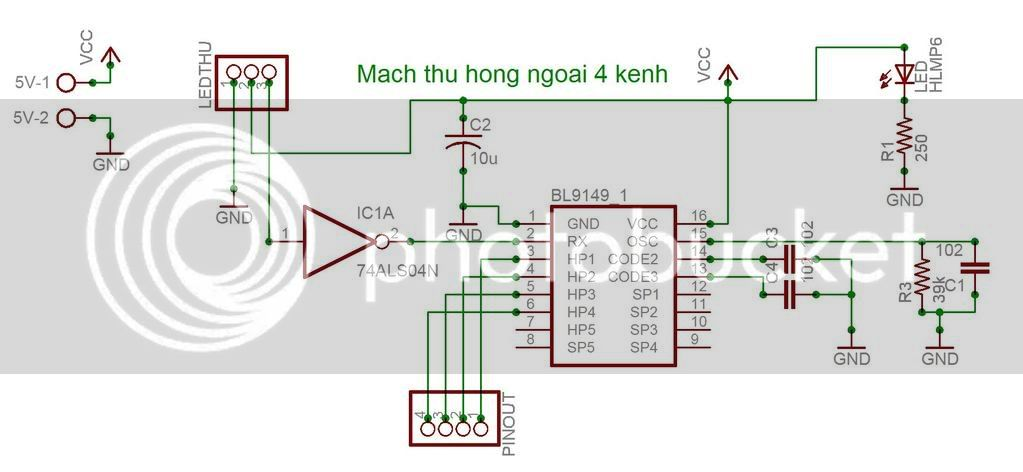 VCC
5V-1
5V-2
GND
LEDTHU
1
2
3
GND
Mach thu hong ngoai 4 kenh
VCC
LED
HLMP6
R1
250
GND
C2
10u
GND
IC1A
1
2
74ALS04N
BL9149_1
1 GND VCC 16
2 RX OSC 15
3 HP1 CODE2 14
4 HP2 CODE3 13
5 HP3 SP1 12
6 HP4 SP2 11
7 HP5 SP3 10
8 SP5 SP4 9
C3
102
C4
102
GND
R3
39k
102
C1
GND
4
3
2
1
PINOUT
photobucket